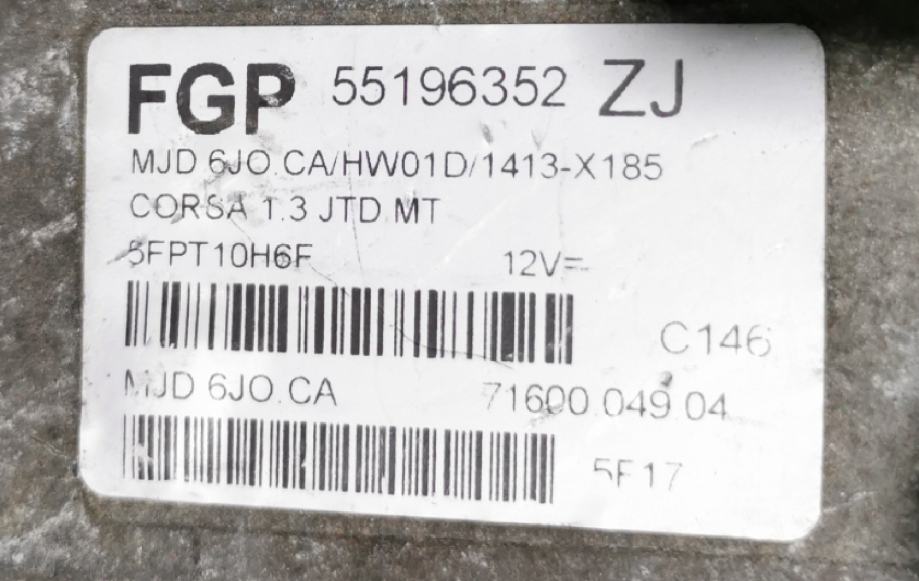 FGP 55196352 ZJ
MJD 6JO.CA/HW01D/1413-X185
CORSA 1.3 JTD MT
5FPT10H6F 12V=
C146
MJD 6JO.CA 71600.049.04
5F17